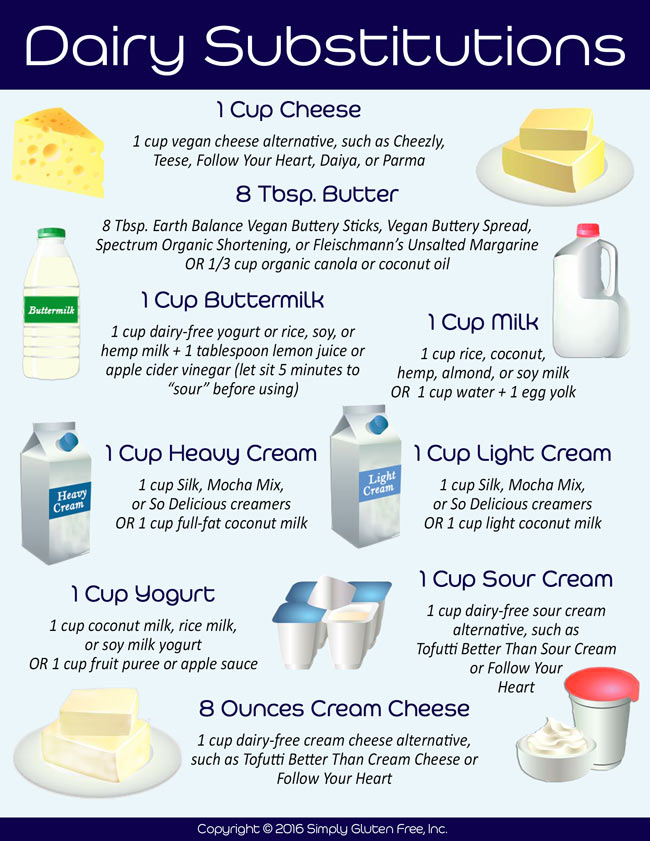 Dairy Substitutions
1 Cup Cheese
1 cup vegan cheese alternative, such as Cheezly,
Teese, Follow Your Heart, Daiya, or Parma
8 Tbsp. Butter
8 Tbsp. Earth Balance Vegan Buttery Sticks, Vegan Buttery Spread,
Spectrum Organic Shortening, or Fleischmann's Unsalted Margarine
OR 1/3 cup organic canola or coconut oil
Buttermilk
1 Cup Buttermilk
1 cup dairy-free yogurt or rice, soy, or
hemp milk + 1 tablespoon lemon juice or
apple cider vinegar (let sit 5 minutes to
"sour" before using)
1 Cup Milk
1 cup rice, coconut,
hemp, almond, or soy milk
OR 1 cup water + 1 egg yolk
Heavy
Cream
1 Cup Heavy Cream
1 cup Silk, Mocha Mix,
or So Delicious creamers
OR 1 cup full-fat coconut milk
Light
Cream
1 Cup Light Cream
1 cup Silk, Mocha Mix,
or So Delicious creamers
OR 1 cup light coconut milk
1 Cup Yogurt
1 cup coconut milk, rice milk,
or soy milk yogurt
OR 1 cup fruit puree or apple sauce
1 Cup Sour Cream
1 cup dairy-free sour cream
alternative, such as
Tofutti Better Than Sour Cream
or Follow Your
Heart
8 Ounces Cream Cheese
1 cup dairy-free cream cheese alternative,
such as Tofutti Better Than Cream Cheese or
Follow Your Heart
Copyright © 2016 Simply Gluten Free, Inc.